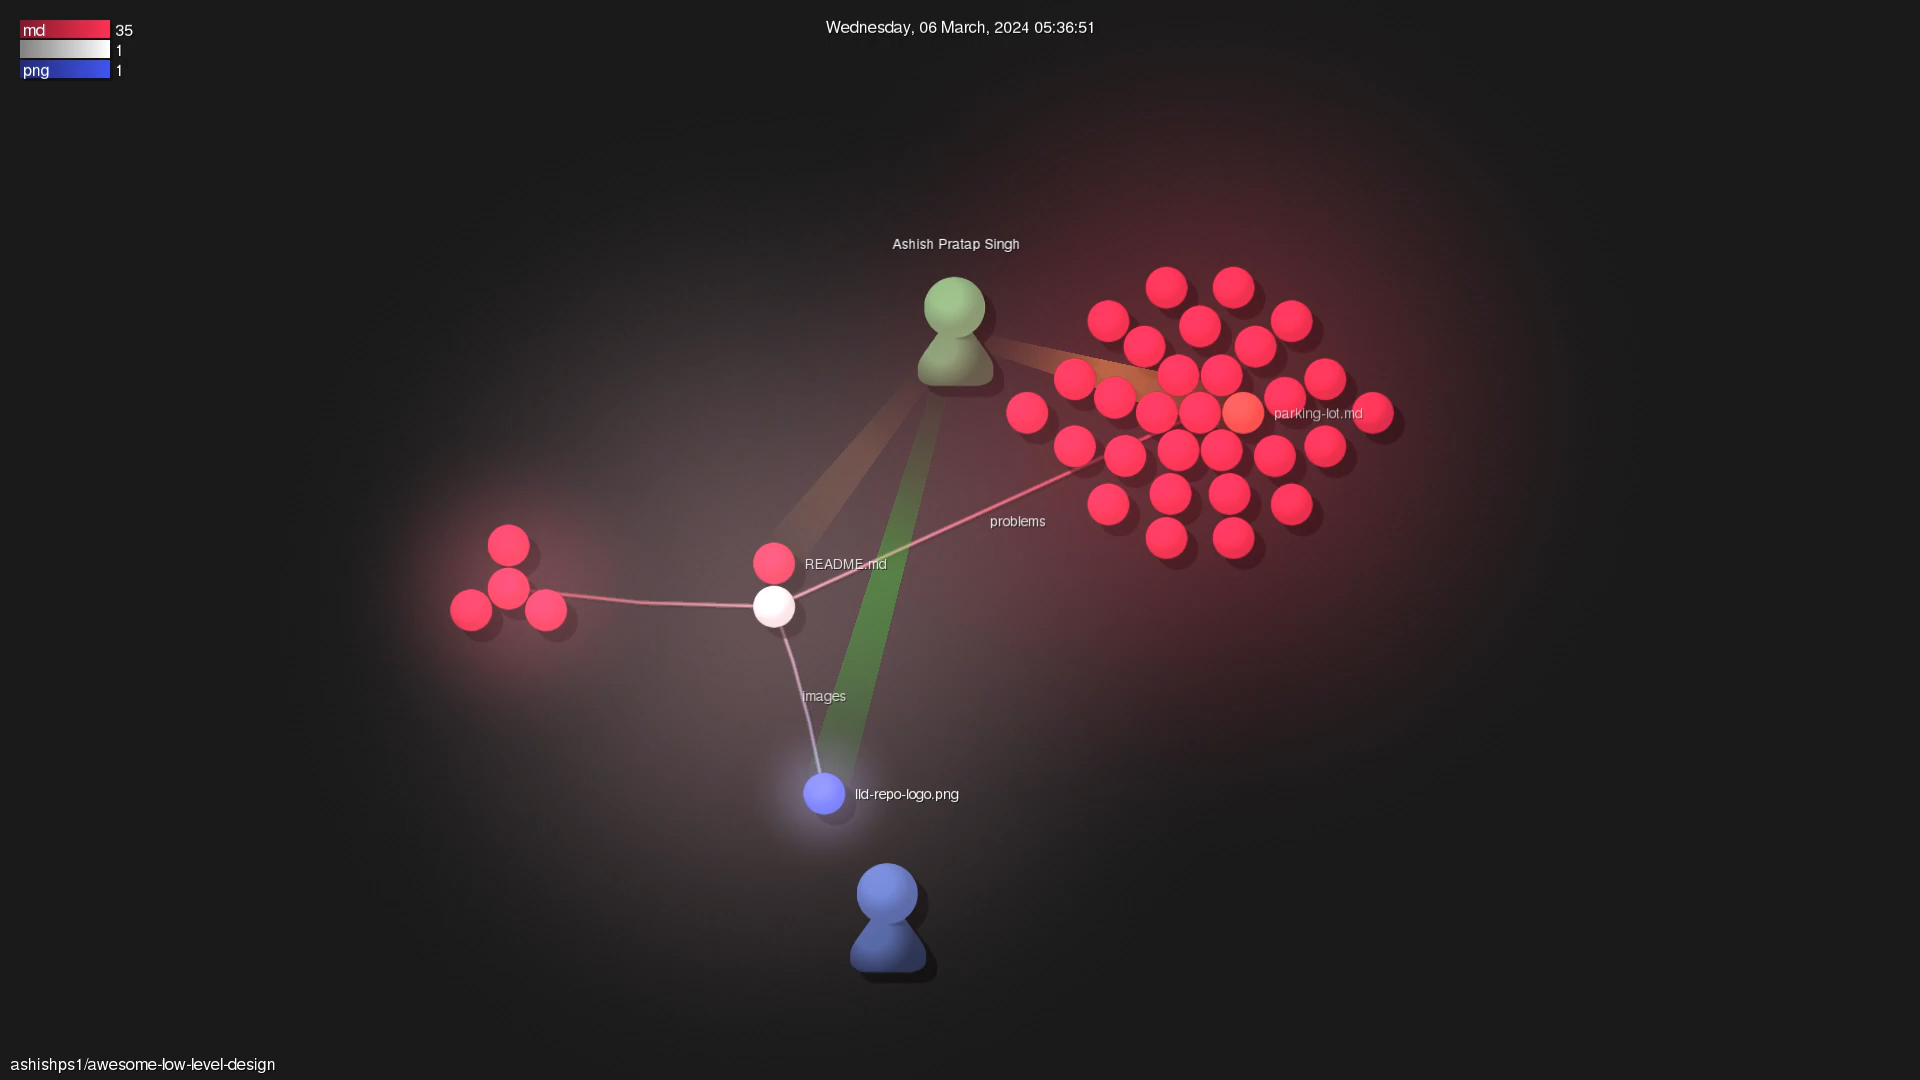 md 35
1
png 1
Wednesday, 06 March, 2024 05:36:51
Ashish Pratap Singh
parking-lot.md
problems
README.md
images
lld-repo-logo.png
ashishps1/awesome-low-level-design